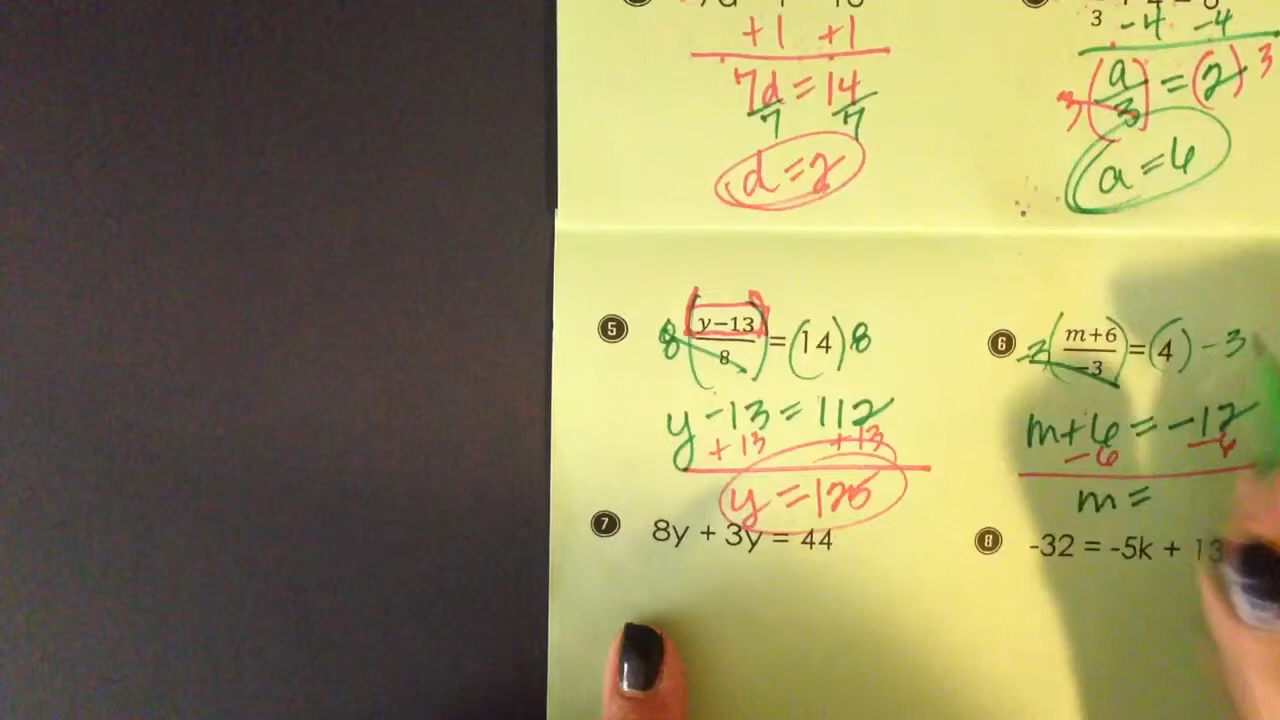 +1 +1
-4 -4
7d = 14
7 7
3(a/3) = (2)3
d = 2
a = 6
5 8(y−13/8) = (14)8
6 -3(m+6/−3) = (4)-3
y -13 = 112
+13 +13
m+6 = -12
-6 -6
y = 125
m =
7 8y + 3y = 44
8 -32 = -5k + 13